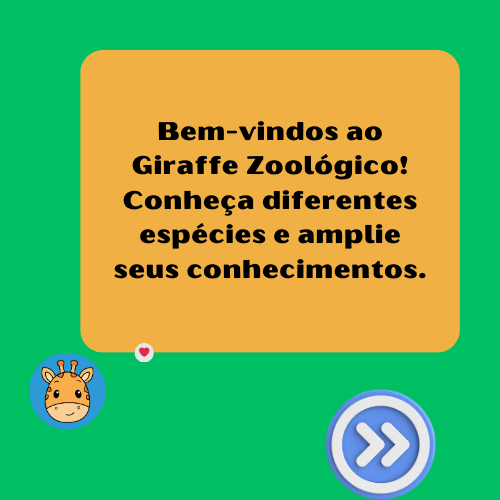 Bem-vindos ao
Giraffe Zoológico!
Conheça diferentes
espécies e amplie
seus conhecimentos.